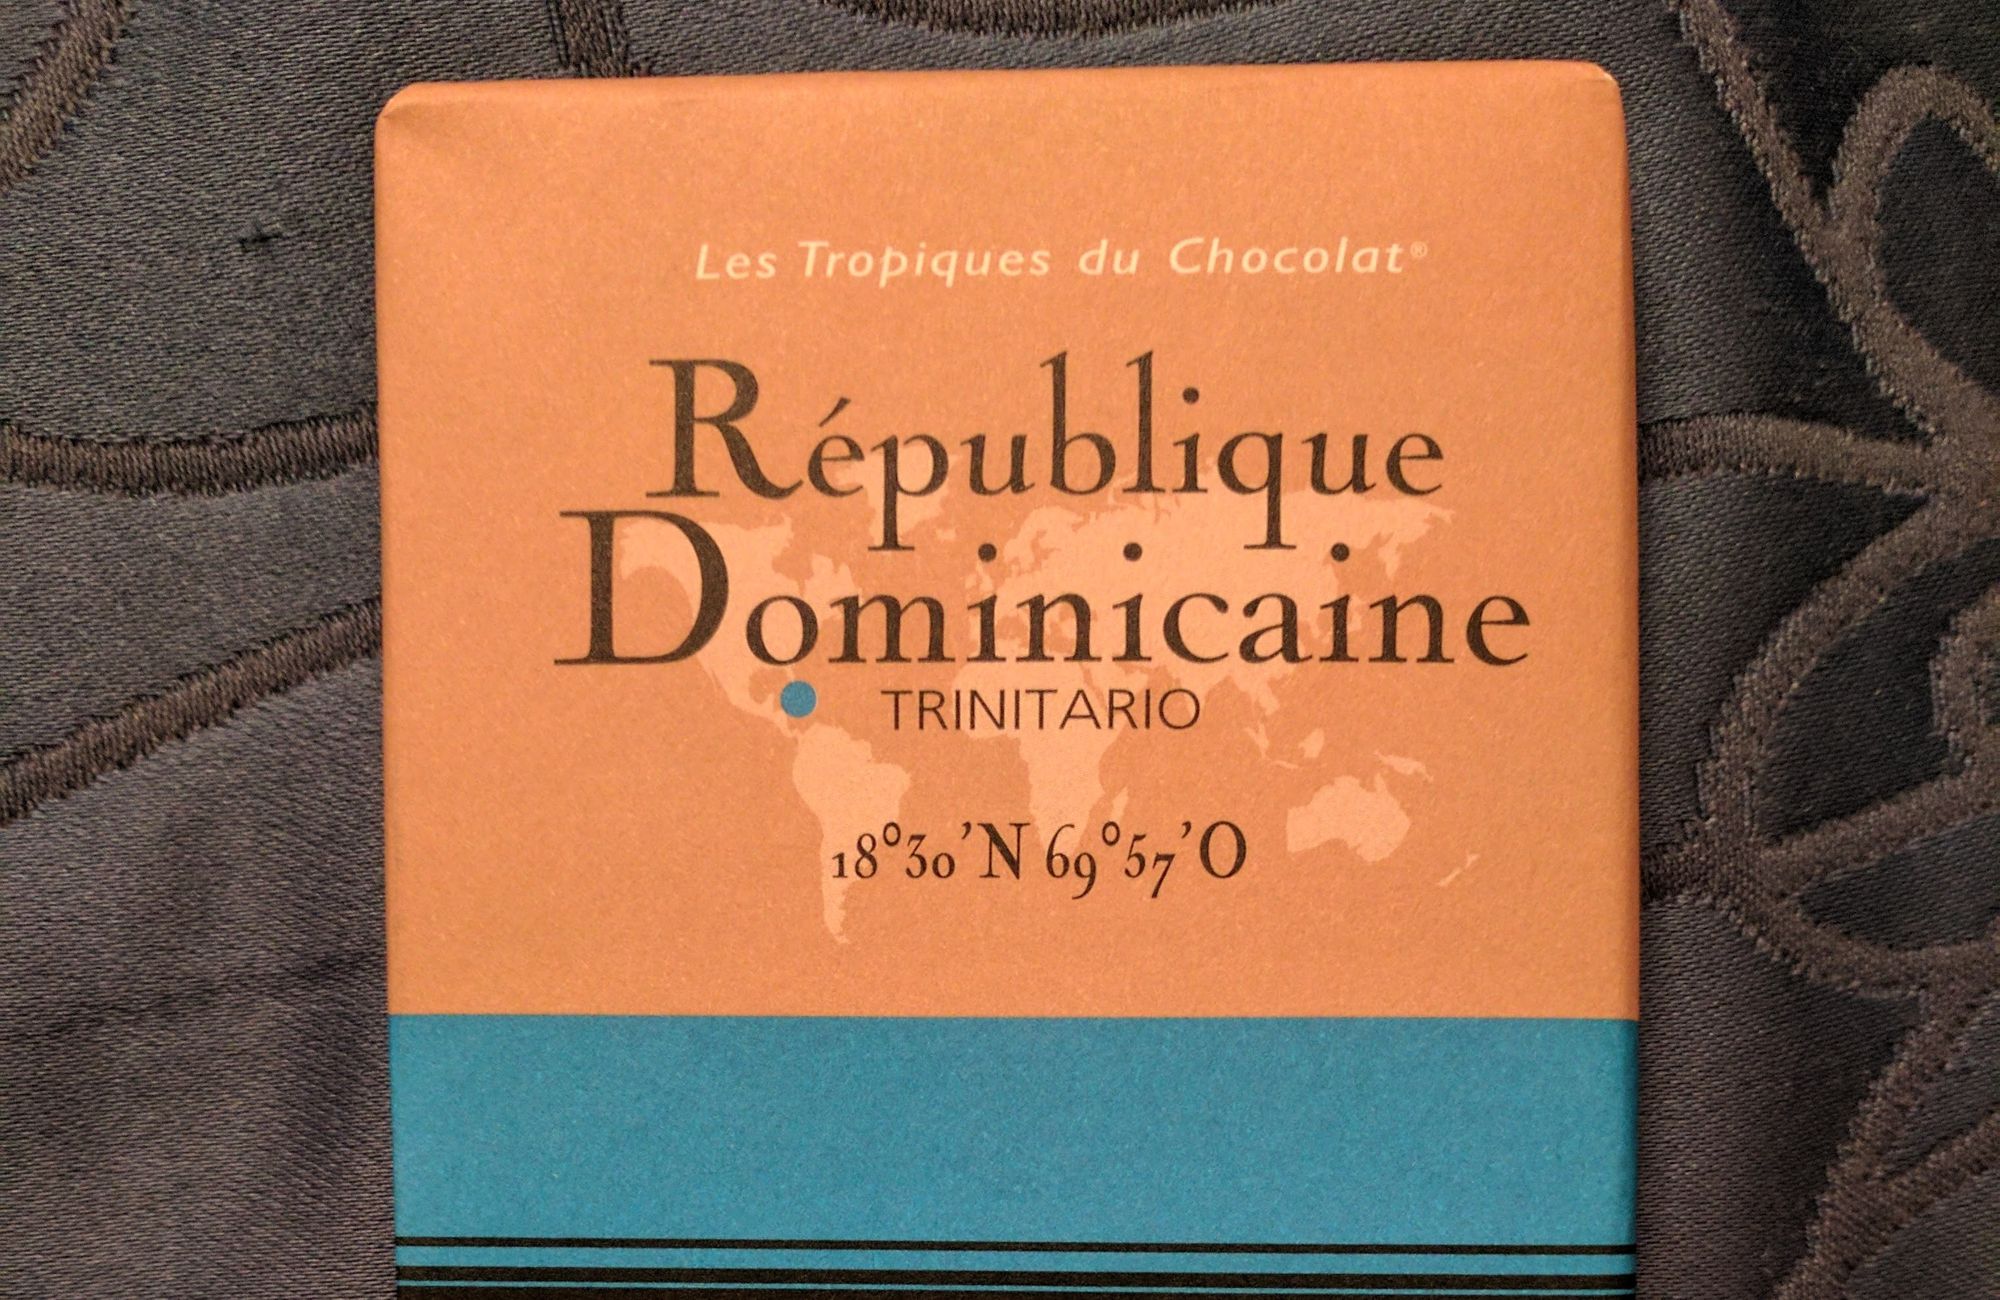 Les Tropiques du Chocolat®
République
Dominicaine
TRINITARIO
18°30'N 69°57'O